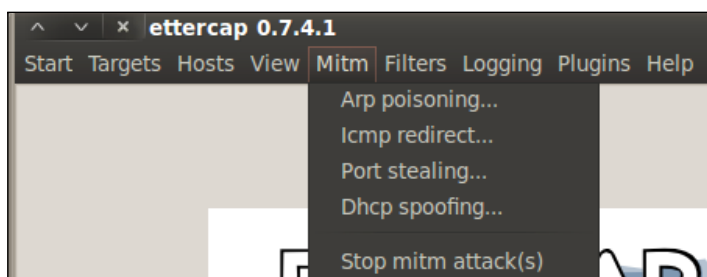 ettercap 0.7.4.1
Start Targets Hosts View Mitm Filters Logging Plugins Help
Arp poisoning...
Icmp redirect...
Port stealing...
Dhcp spoofing...
Stop mitm attack(s)